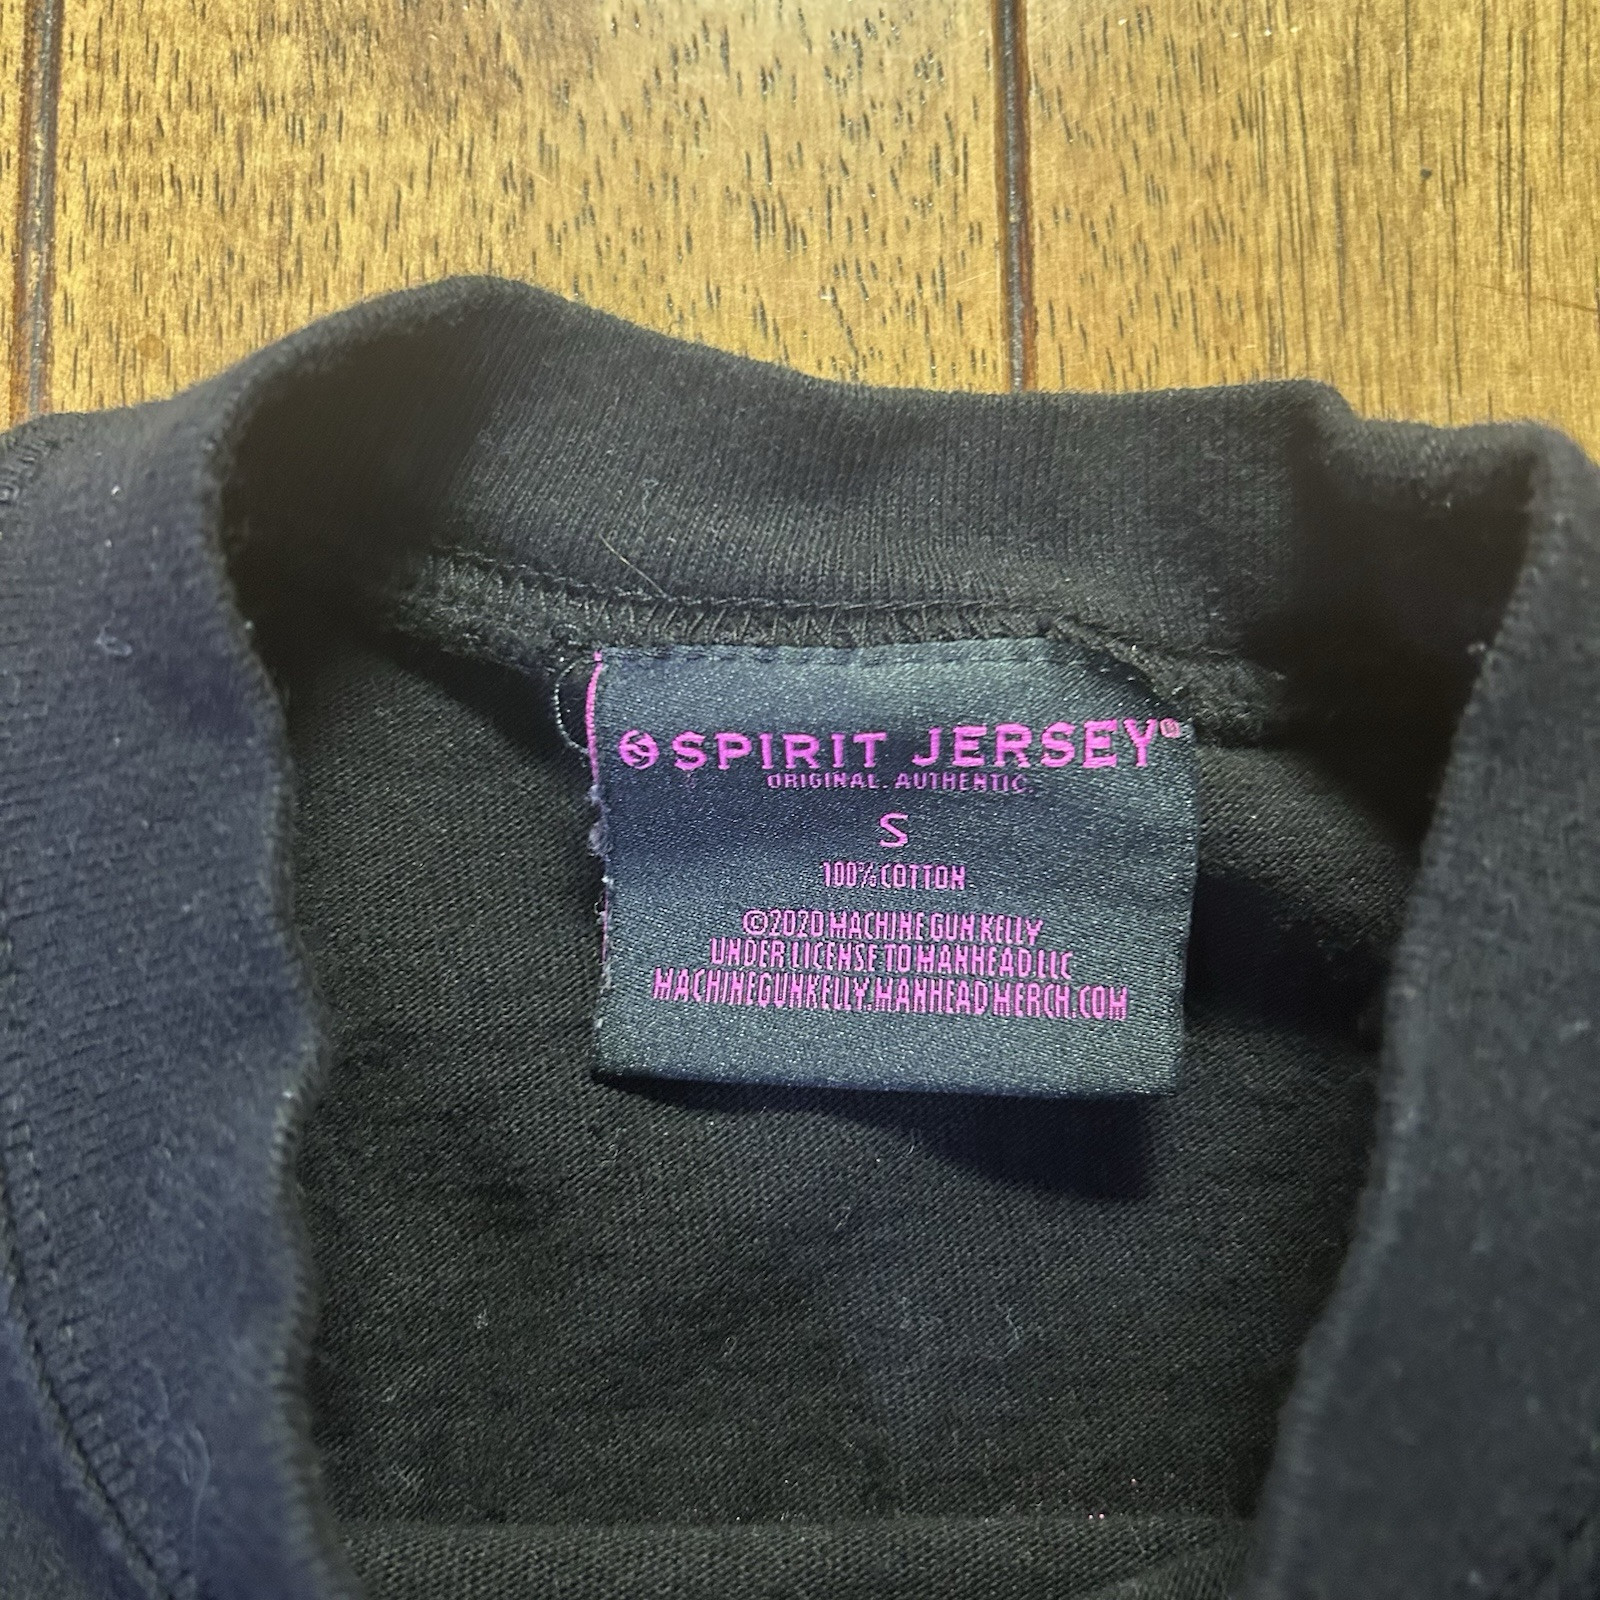 SPIRIT JERSEY®
ORIGINAL. AUTHENTIC.
S
100% COTTON
©2020 MACHINE GUN KELLY
UNDER LICENSE TO MANHEAD LLC
MACHINEGUNKELLY.MANHEADMERCH.COM